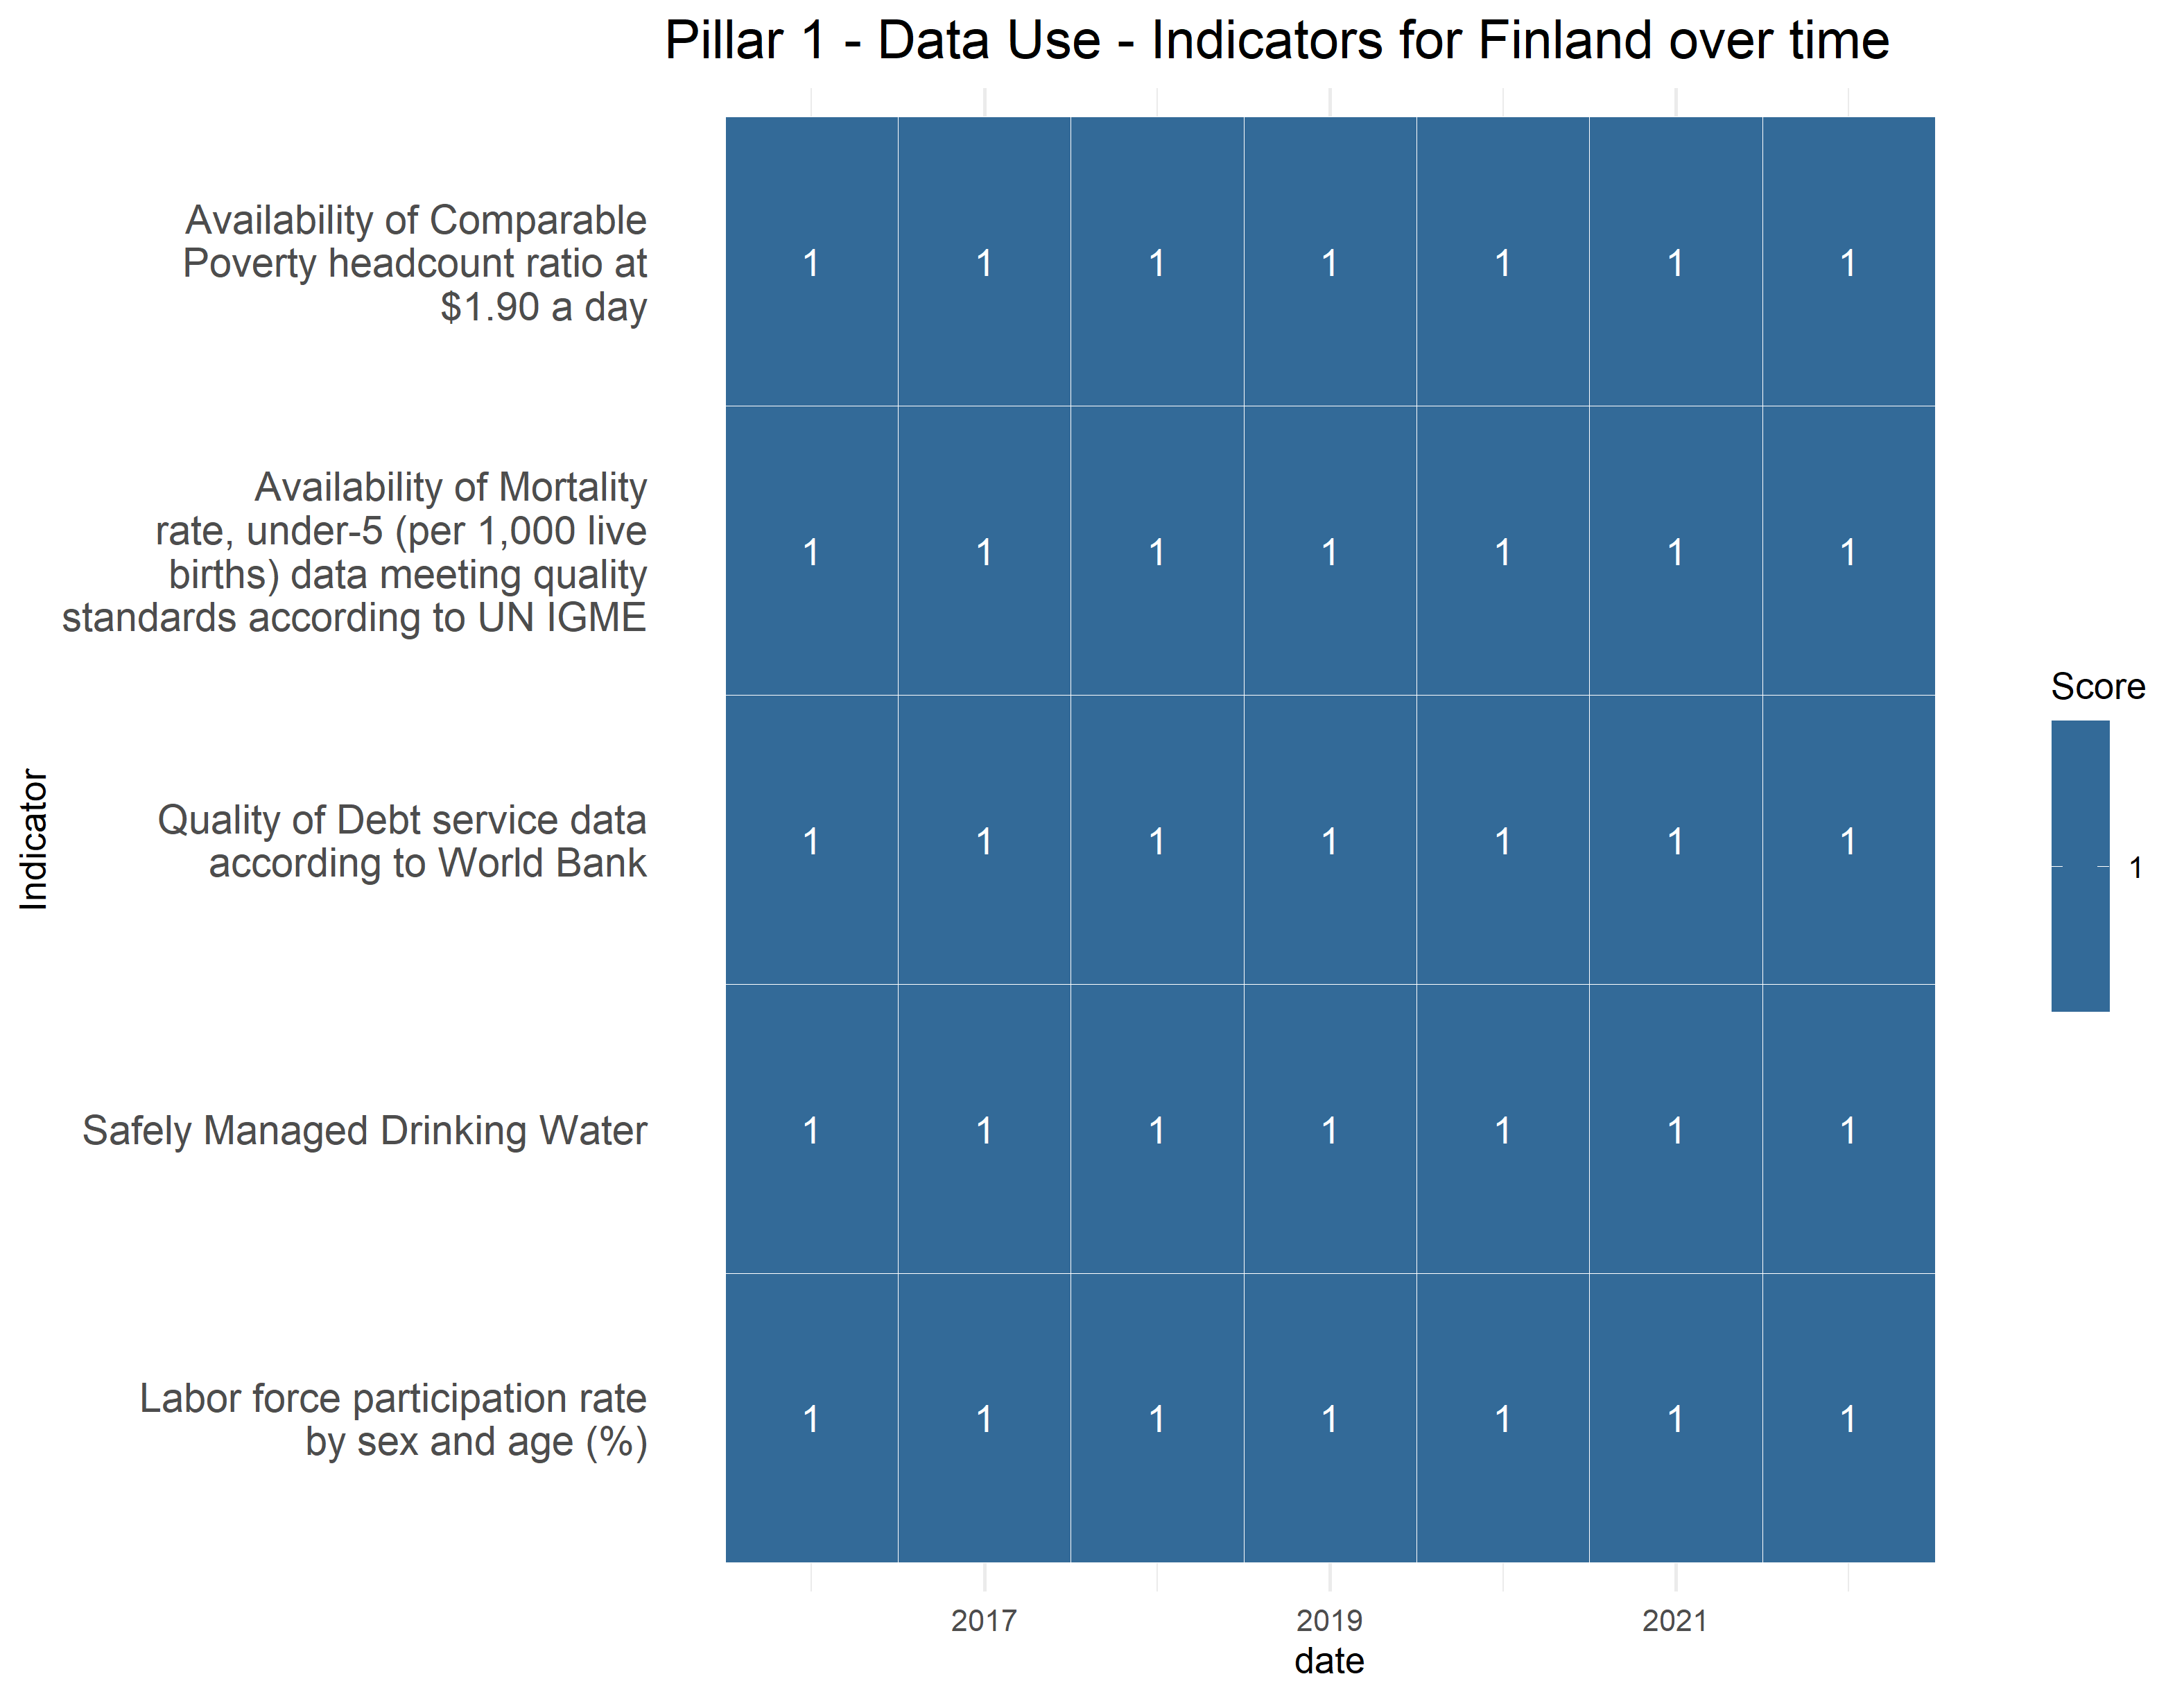 Pillar 1 - Data Use - Indicators for Finland over time
Indicator
Availability of Comparable
Poverty headcount ratio at
$1.90 a day
1 1 1 1 1 1 1
Availability of Mortality
rate, under-5 (per 1,000 live
births) data meeting quality
standards according to UN IGME
1 1 1 1 1 1 1
Quality of Debt service data
according to World Bank
1 1 1 1 1 1 1
Safely Managed Drinking Water
1 1 1 1 1 1 1
Labor force participation rate
by sex and age (%)
1 1 1 1 1 1 1
2017 2019 2021
date
Score
1